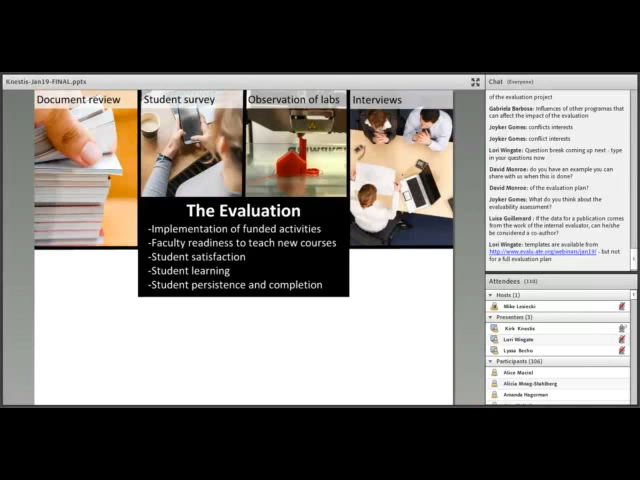 Knestis-Jan19-FINAL.pptx
Document review
Student survey
Observation of labs
Interviews
The Evaluation
-Implementation of funded activities
-Faculty readiness to teach new courses
-Student satisfaction
-Student learning
-Student persistence and completion
Chat (Everyone)
of the evaluation project
Gabriela Barbosa: Influences of other programas that
can affect the impact of the evaluation
Joyker Gomes: conflicts interests
Joyker Gomes: conflict interests
Lori Wingate: Question break coming up next - type
in your questions now
David Monroe: do you have an example you can
share with us when this is done?
David Monroe: of the evaluation plan?
Joyker Gomes: What do you think about the
evaluability assessment?
Luisa Guillemard: If the data for a publication comes
from the work of the internal evaluator, can he/she
be considered a co-author?
Lori Wingate: templates are available from
http://www.evalu-ate.org/webinars/jan19/ - but not
for a full evaluation plan
Attendees (110)
Hosts (1)
Mike Lesiecki
Presenters (3)
Kirk Knestis
Lori Wingate
Lyssa Becho
Participants (106)
Alice Maciel
Alicia Moag-Stahlberg
Amanda Hagerman